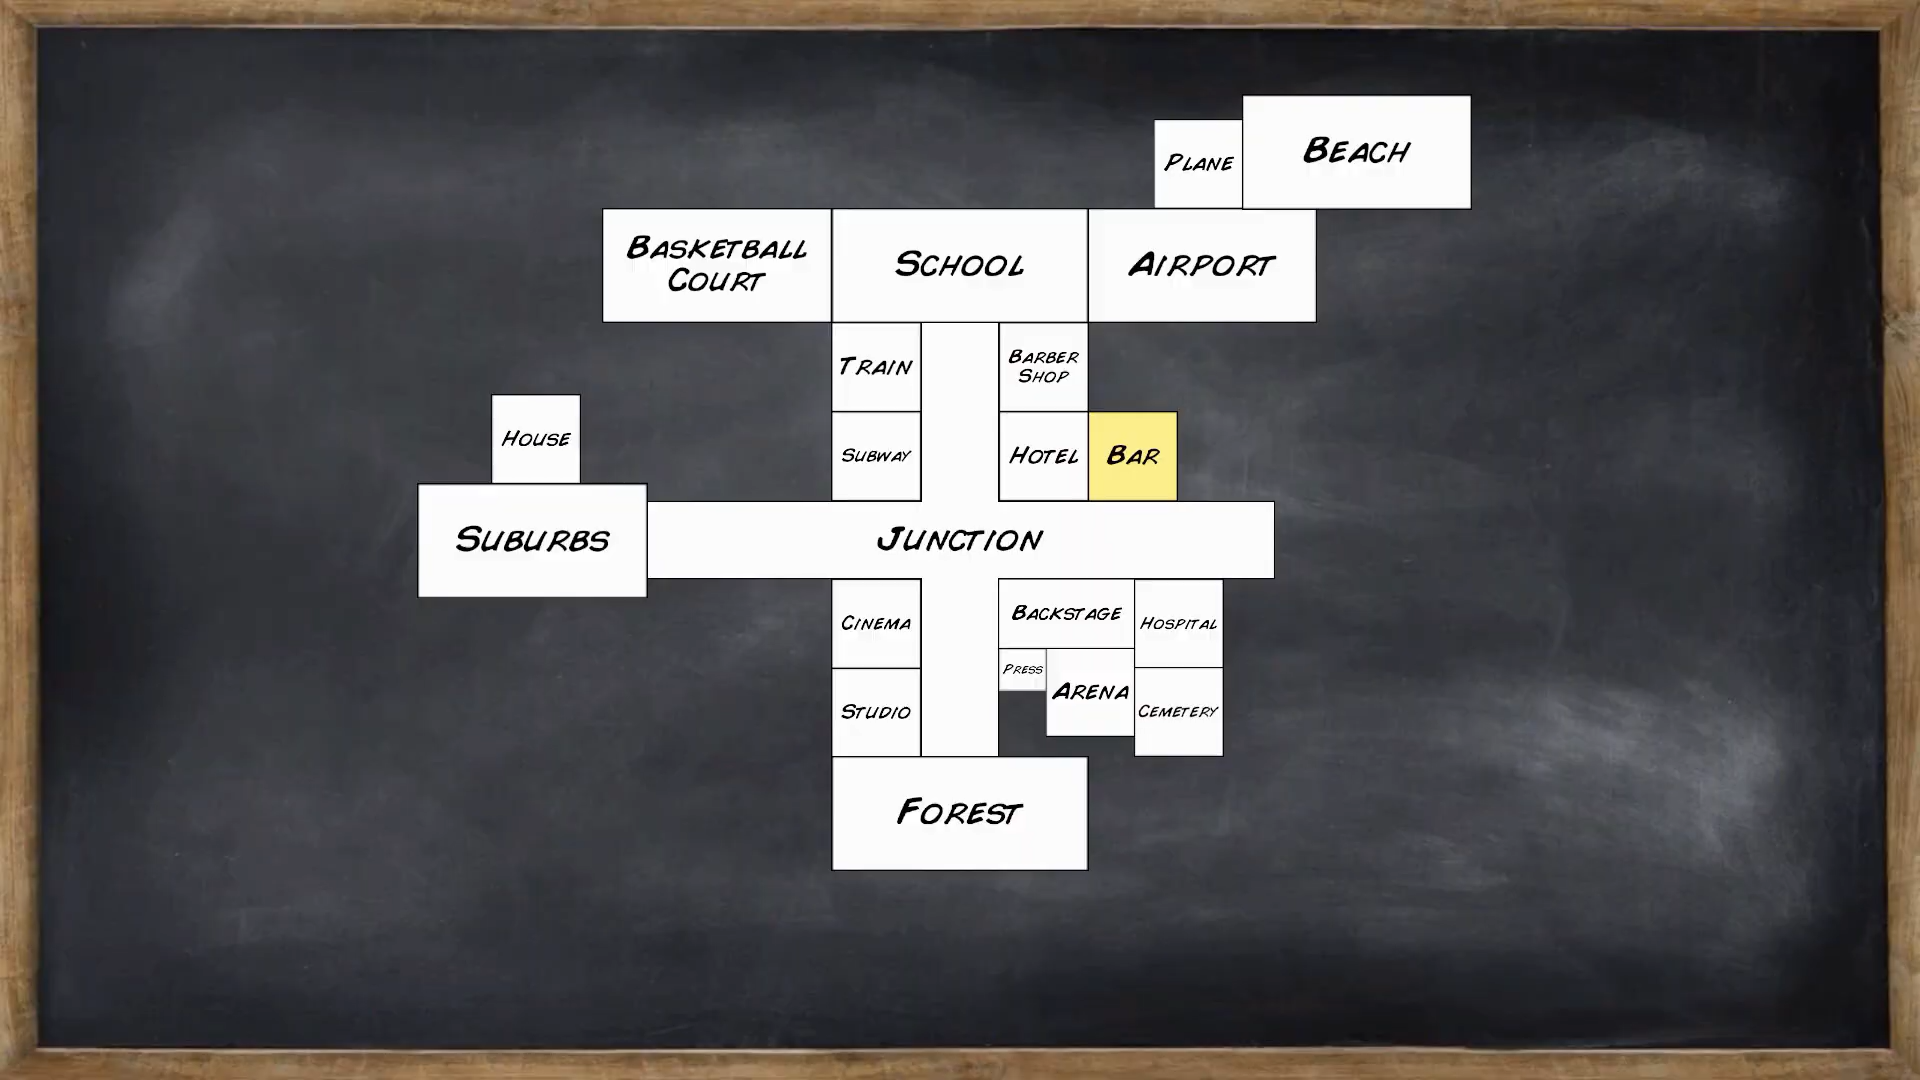 Beach
Plane
Basketball
Court
School
Airport
Train
Barber
Shop
House
Subway
Hotel
Bar
Suburbs
Junction
Cinema
Backstage
Hospital
Press
Arena
Studio
Cemetery
Forest